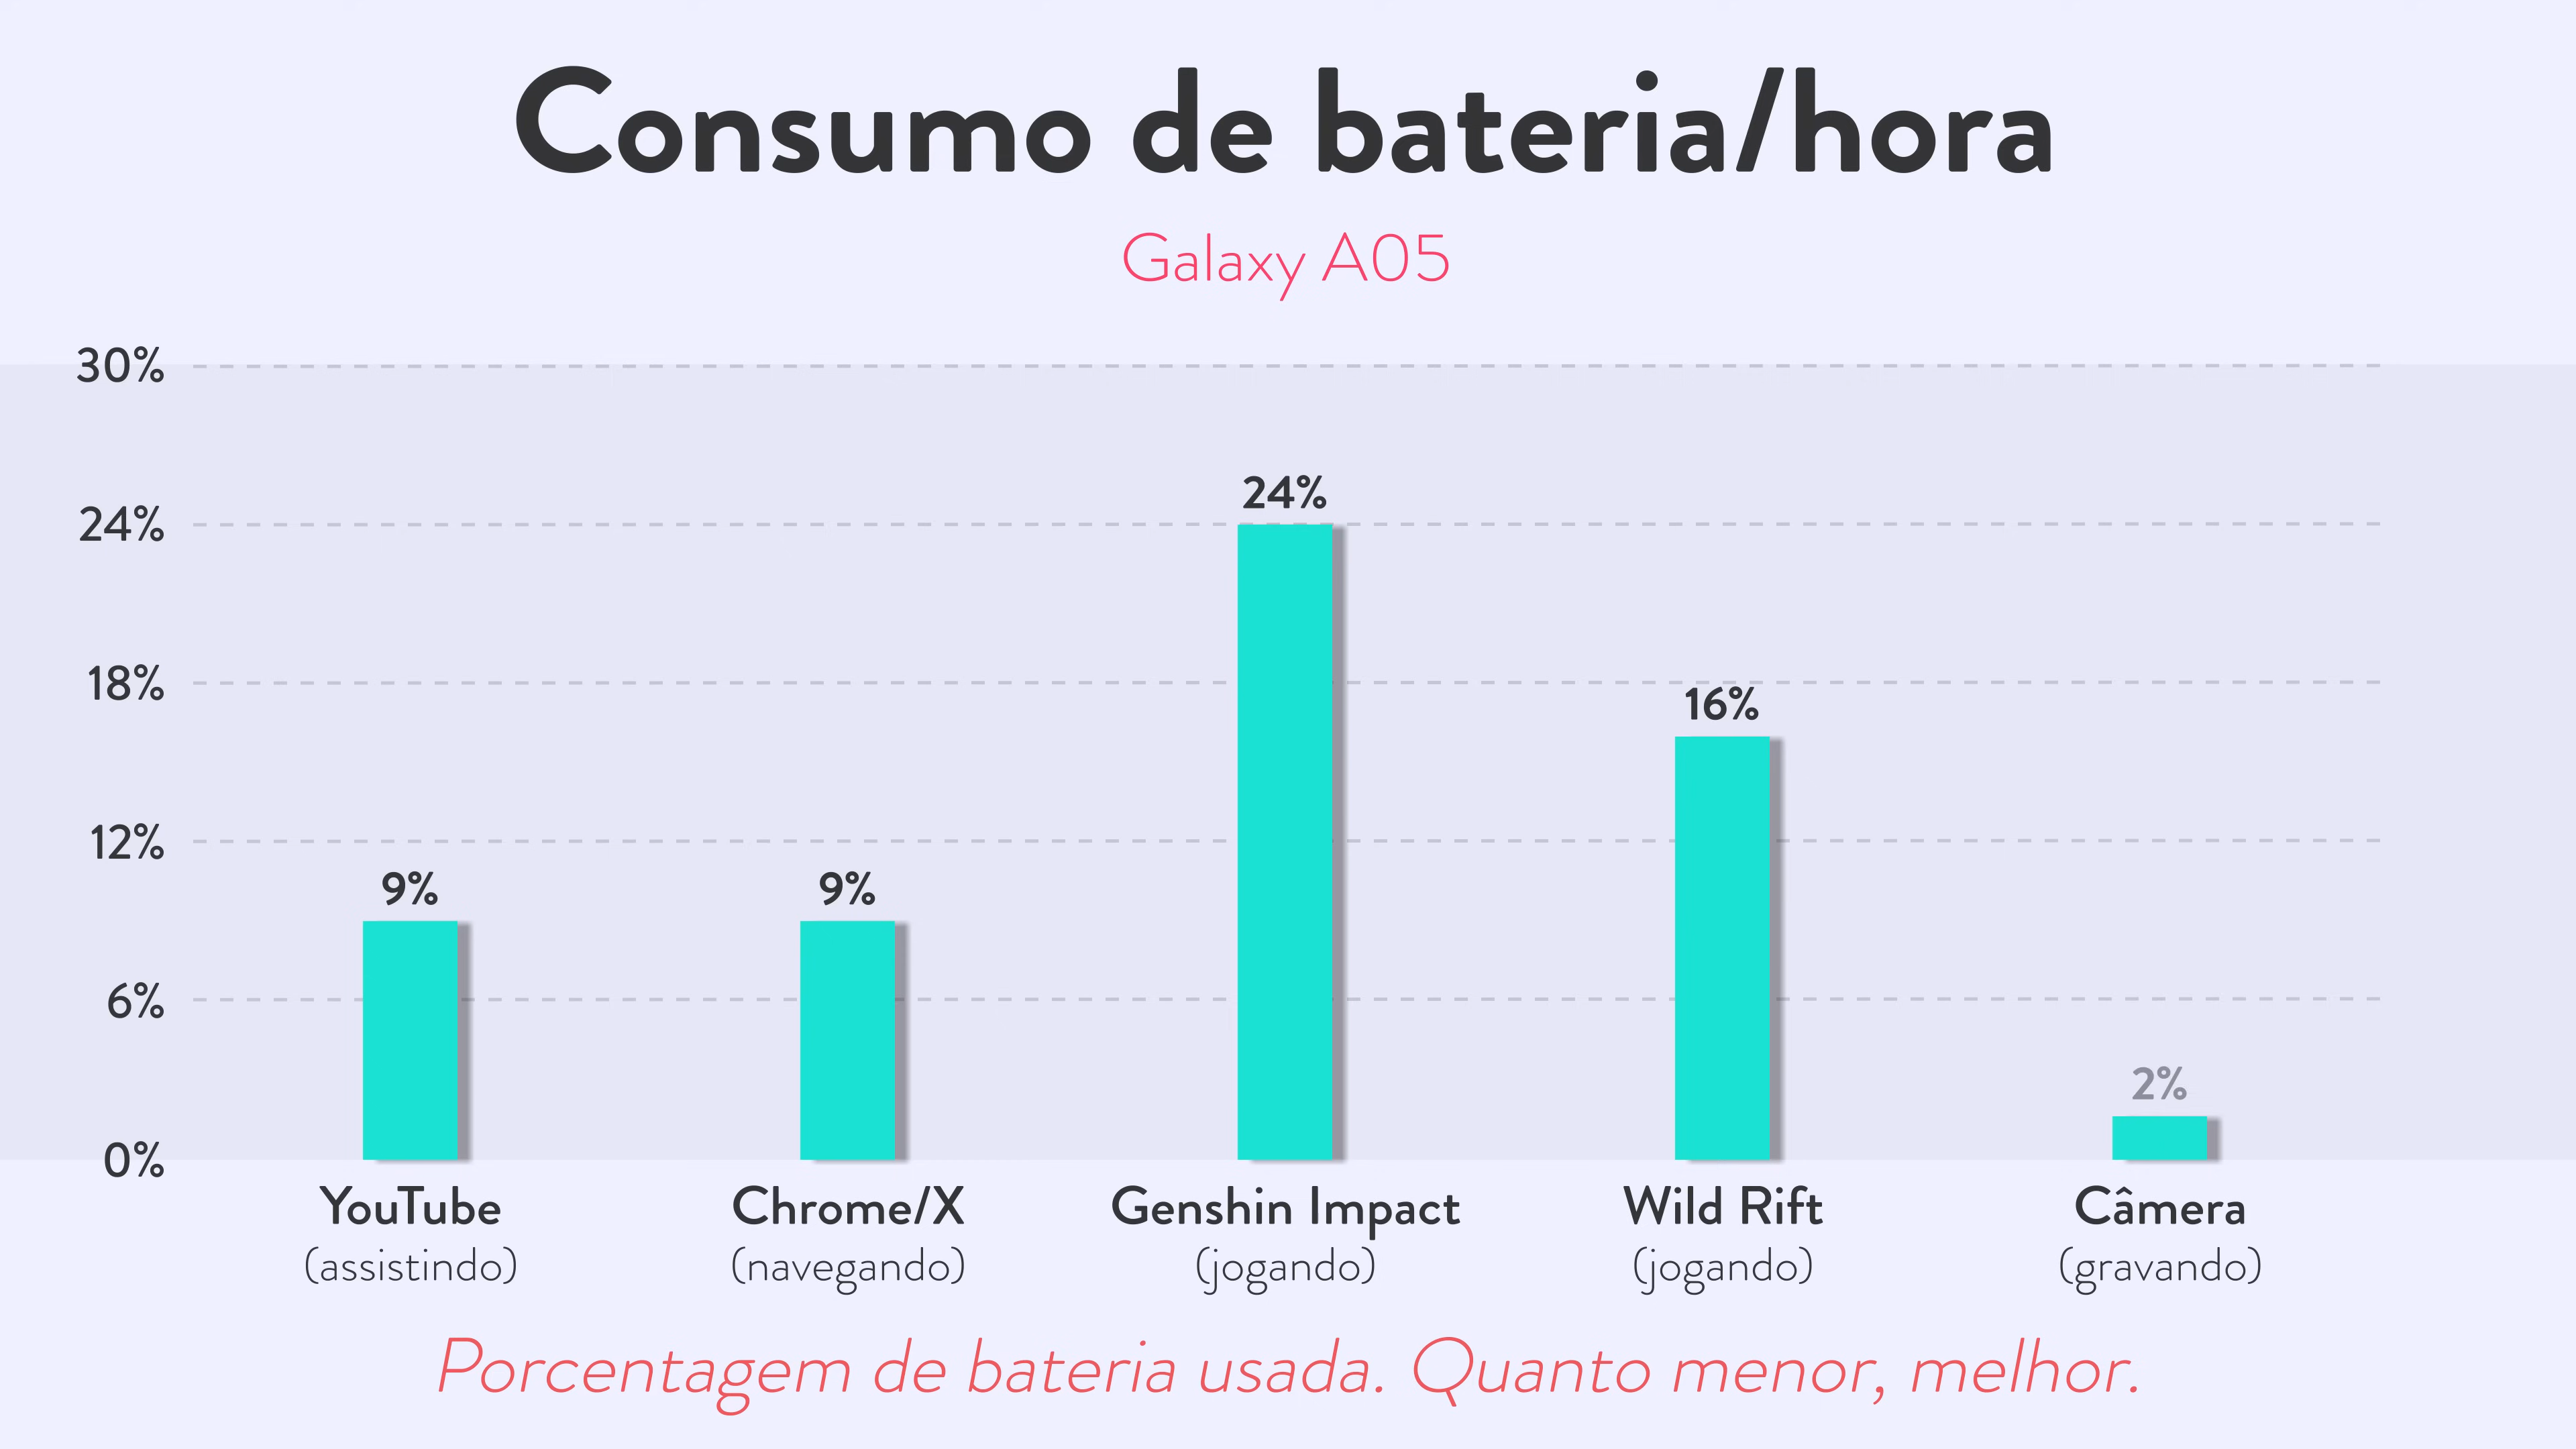 Consumo de bateria/hora
Galaxy A05
30%
24%
24%
18%
16%
12%
9% 9%
6%
2%
0%
YouTube Chrome/X Genshin Impact Wild Rift Câmera
(assistindo) (navegando) (jogando) (jogando) (gravando)
Porcentagem de bateria usada. Quanto menor, melhor.